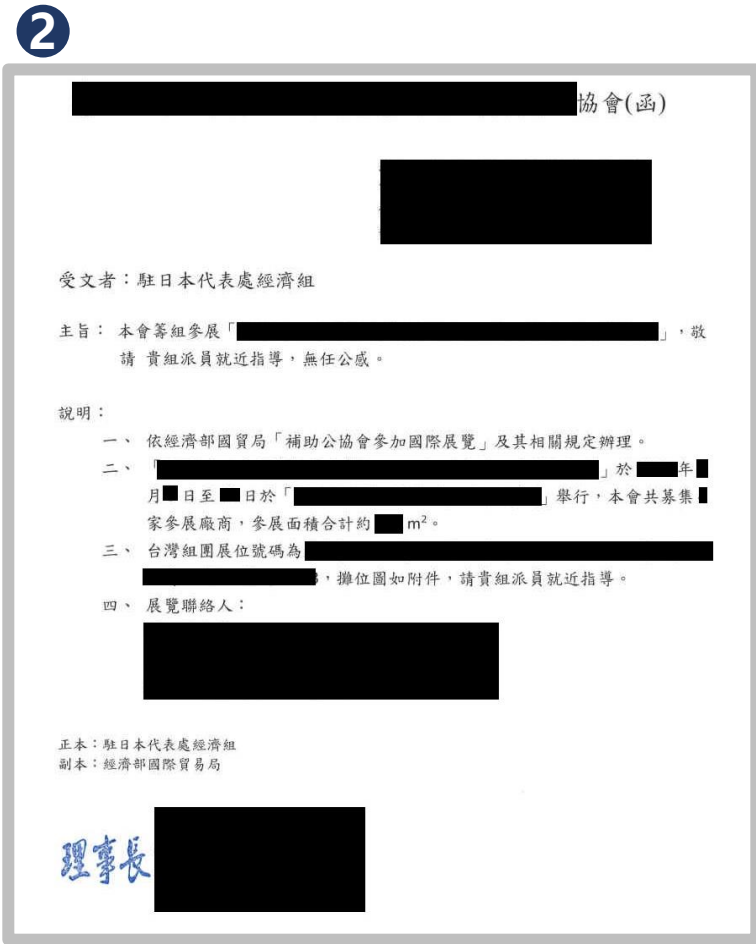 2
協會(函)
受文者：駐日本代表處經濟組
主旨： 本會籌組參展「 」，敬
請 貴組派員就近指導，無任公感。
說明：
一、 依經濟部國貿局「補助公協會參加國際展覽」及其相關規定辦理。
二、 「 」於 年
月 日至 日於「 」舉行，本會共募集
家參展廠商，參展面積合計約 m²。
三、 台灣組團展位號碼為
，攤位圖如附件，請貴組派員就近指導。
四、 展覽聯絡人：
正本：駐日本代表處經濟組
副本：經濟部國際貿易局
理事長